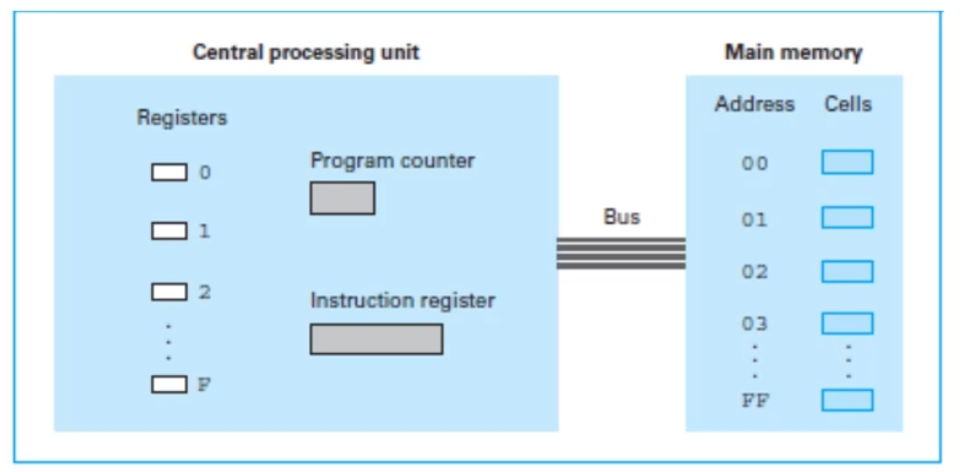 Central processing unit
Main memory
Registers
0
1
2
F
Program counter
Instruction register
Bus
Address Cells
00
01
02
03
FF